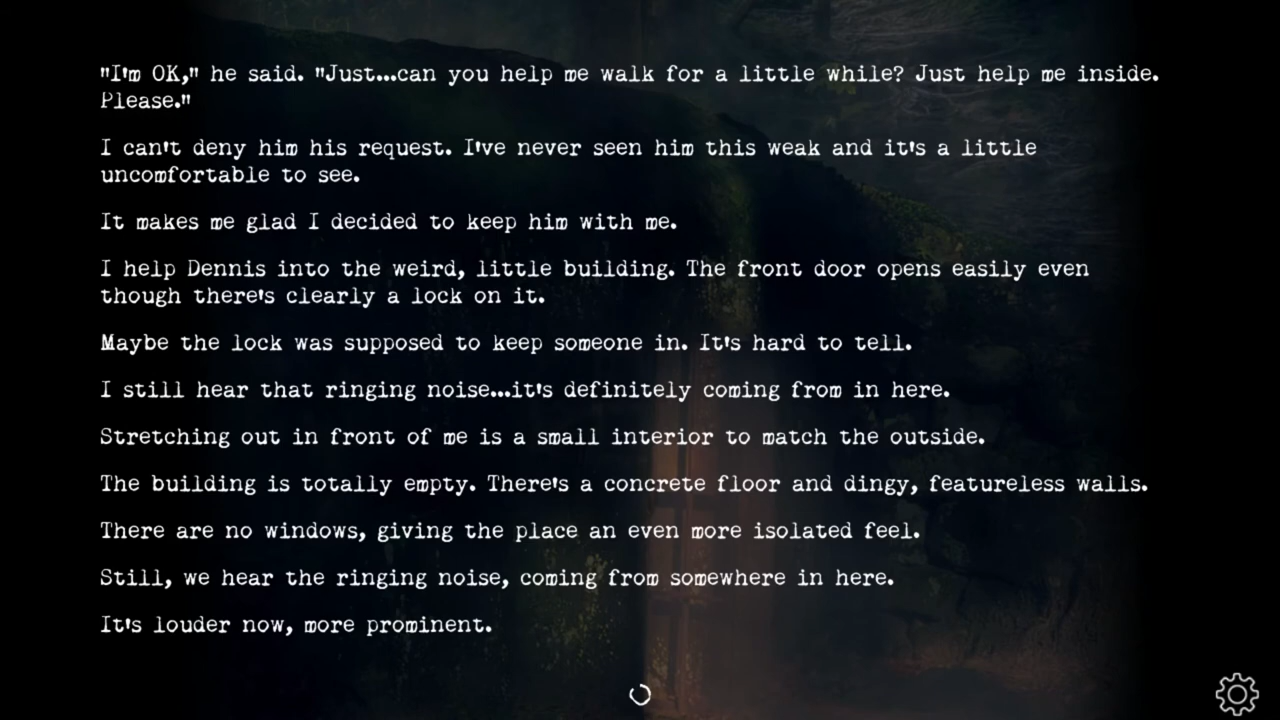 "I'm OK," he said. "Just...can you help me walk for a little while? Just help me inside.
Please."
I can't deny him his request. I've never seen him this weak and it's a little
uncomfortable to see.
It makes me glad I decided to keep him with me.
I help Dennis into the weird, little building. The front door opens easily even
though there's clearly a lock on it.
Maybe the lock was supposed to keep someone in. It's hard to tell.
I still hear that ringing noise...it's definitely coming from in here.
Stretching out in front of me is a small interior to match the outside.
The building is totally empty. There's a concrete floor and dingy, featureless walls.
There are no windows, giving the place an even more isolated feel.
Still, we hear the ringing noise, coming from somewhere in here.
It's louder now, more prominent.